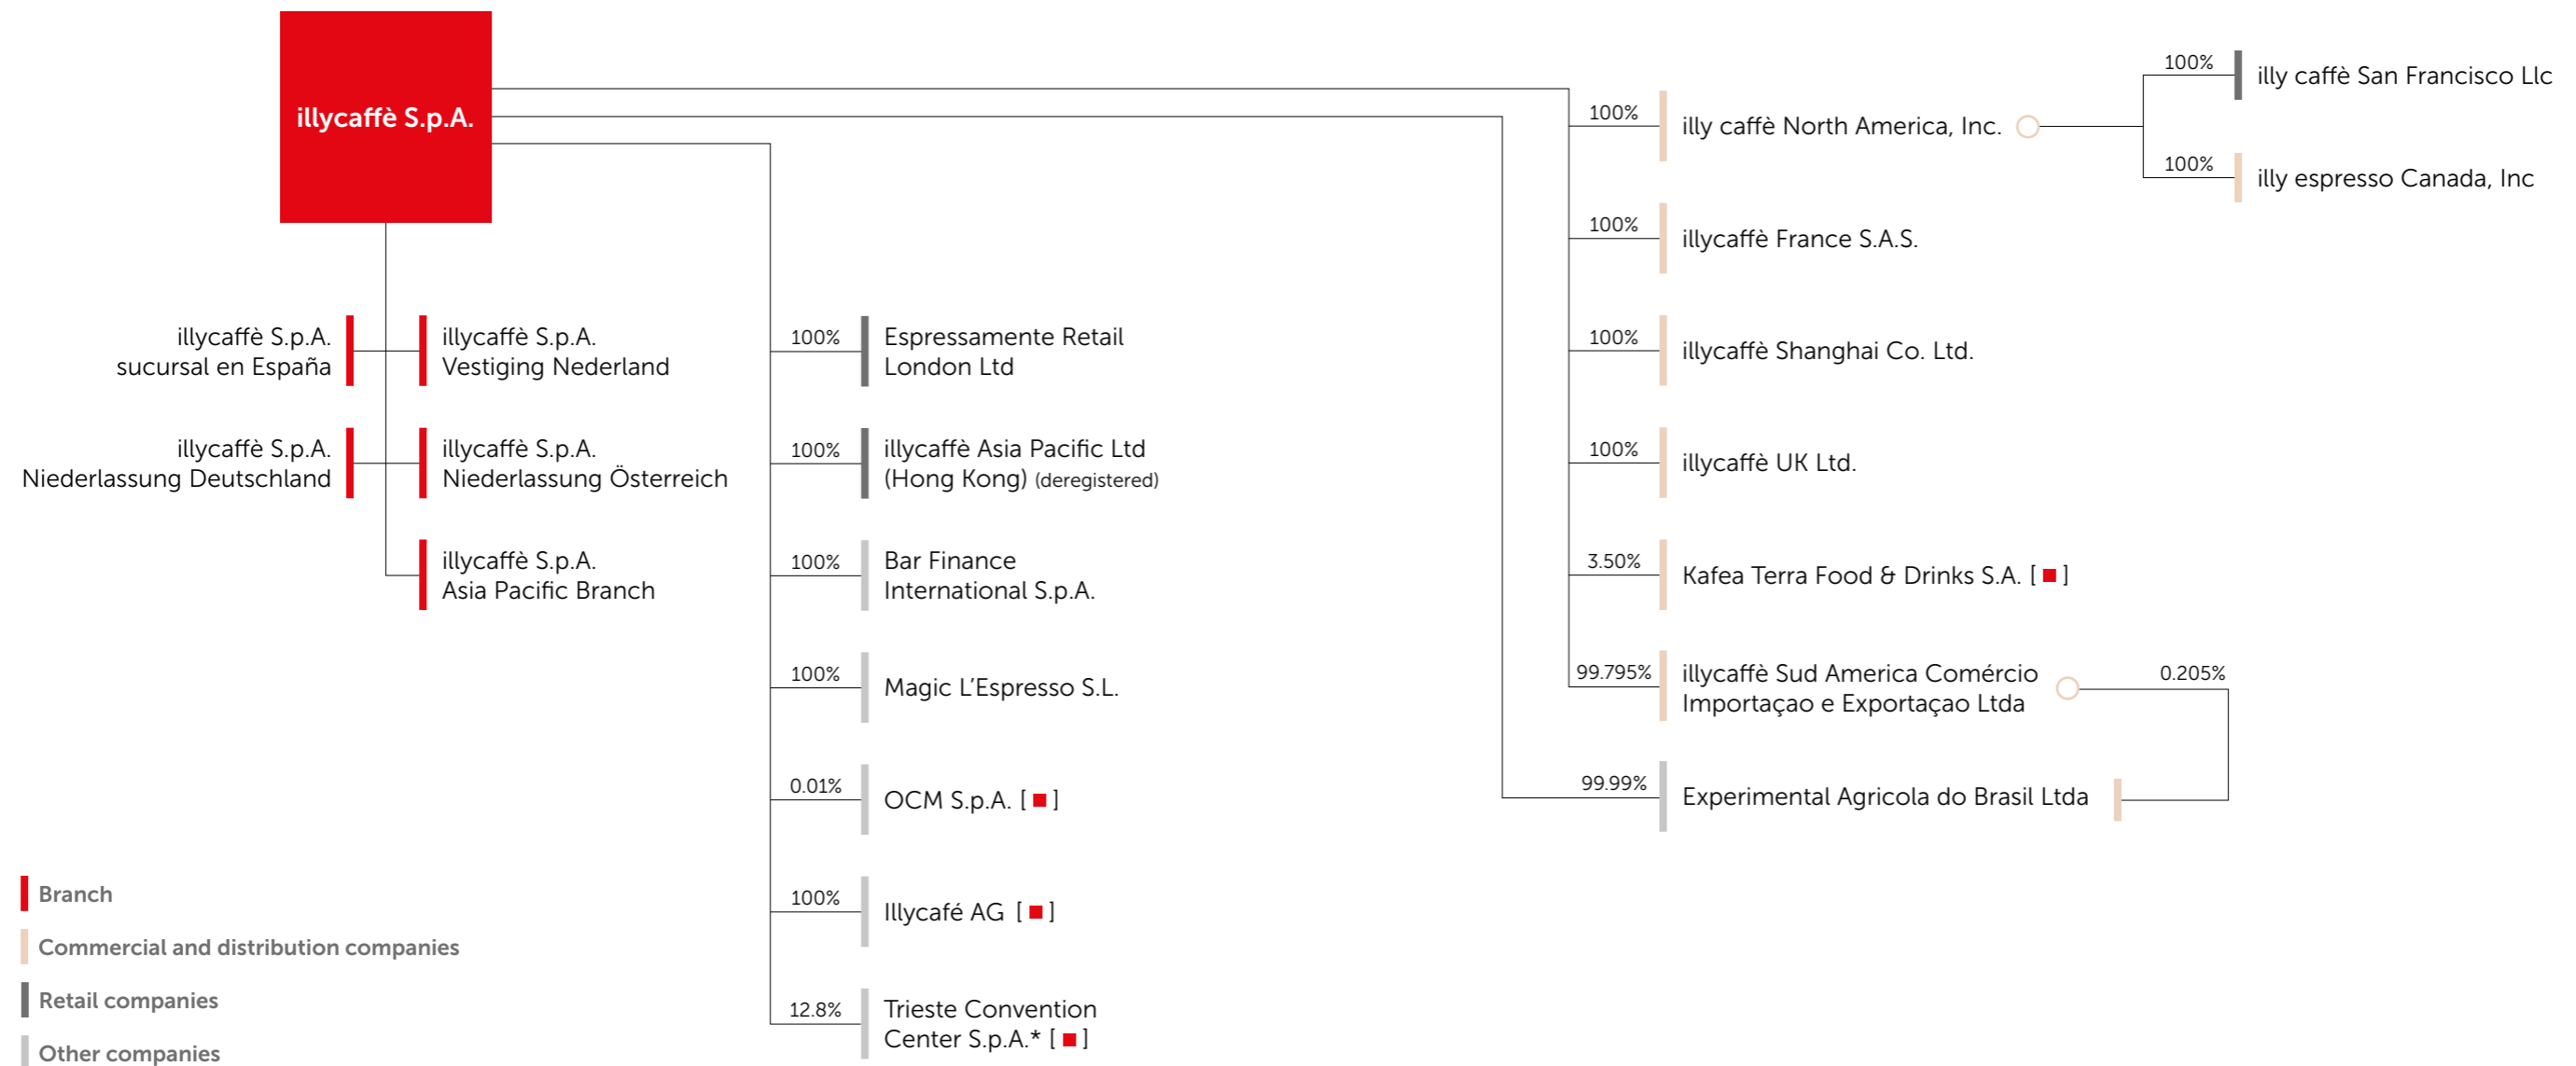 illycaffè S.p.A.
illycaffè S.p.A.
sucursal en España
illycaffè S.p.A.
Vestiging Nederland
illycaffè S.p.A.
Niederlassung Deutschland
illycaffè S.p.A.
Niederlassung Österreich
illycaffè S.p.A.
Asia Pacific Branch
100%
Espressamente Retail
London Ltd
100%
illycaffè Asia Pacific Ltd
(Hong Kong) (deregistered)
100%
Bar Finance
International S.p.A.
100%
Magic L’Espresso S.L.
0.01%
OCM S.p.A. [ ■ ]
100%
Illycafé AG [ ■ ]
12.8%
Trieste Convention
Center S.p.A.* [ ■ ]
100%
illy caffè North America, Inc.
100%
illy caffè San Francisco Llc
100%
illy espresso Canada, Inc
100%
illycaffè France S.A.S.
100%
illycaffè Shanghai Co. Ltd.
100%
illycaffè UK Ltd.
3.50%
Kafea Terra Food & Drinks S.A. [ ■ ]
99.795%
illycaffè Sud America Comércio
Importaçao e Exportaçao Ltda
0.205%
99.99%
Experimental Agricola do Brasil Ltda
Branch
Commercial and distribution companies
Retail companies
Other companies